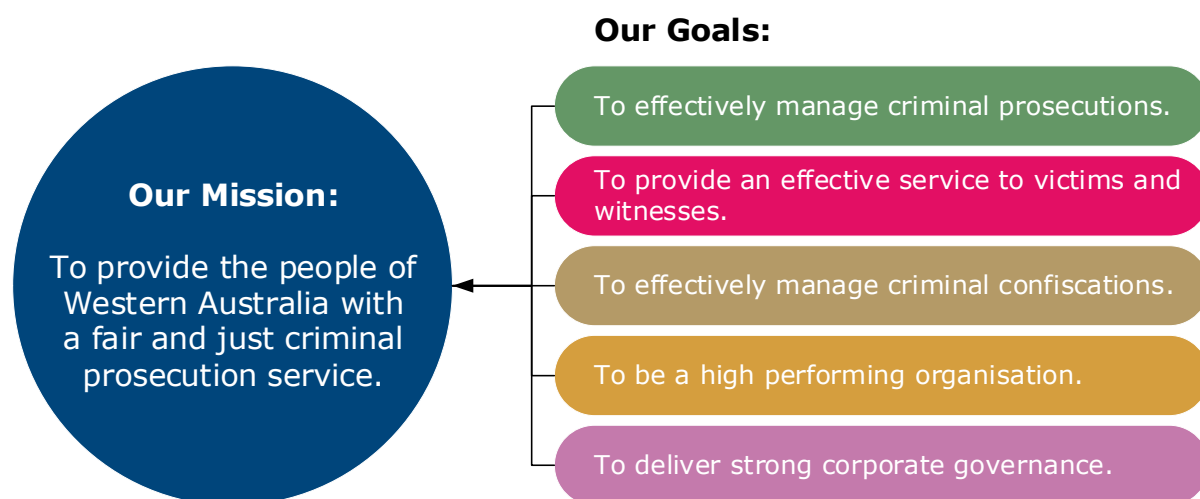 Our Goals:
Our Mission:
To provide the people of
Western Australia with
a fair and just criminal
prosecution service.
To effectively manage criminal prosecutions.
To provide an effective service to victims and
witnesses.
To effectively manage criminal confiscations.
To be a high performing organisation.
To deliver strong corporate governance.